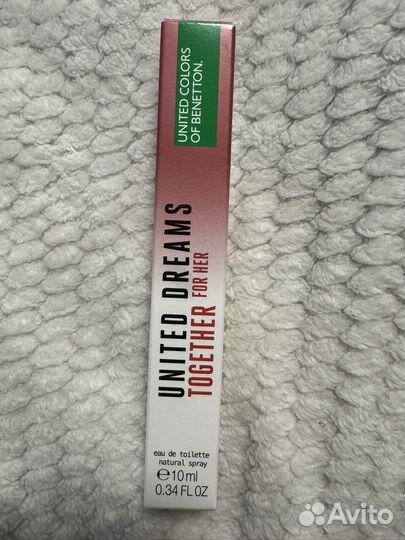 UNITED COLORS
OF BENETTON.
UNITED DREAMS
TOGETHER FOR HER
eau de toilette
natural spray
℮10ml
0.34 FL OZ
Avito